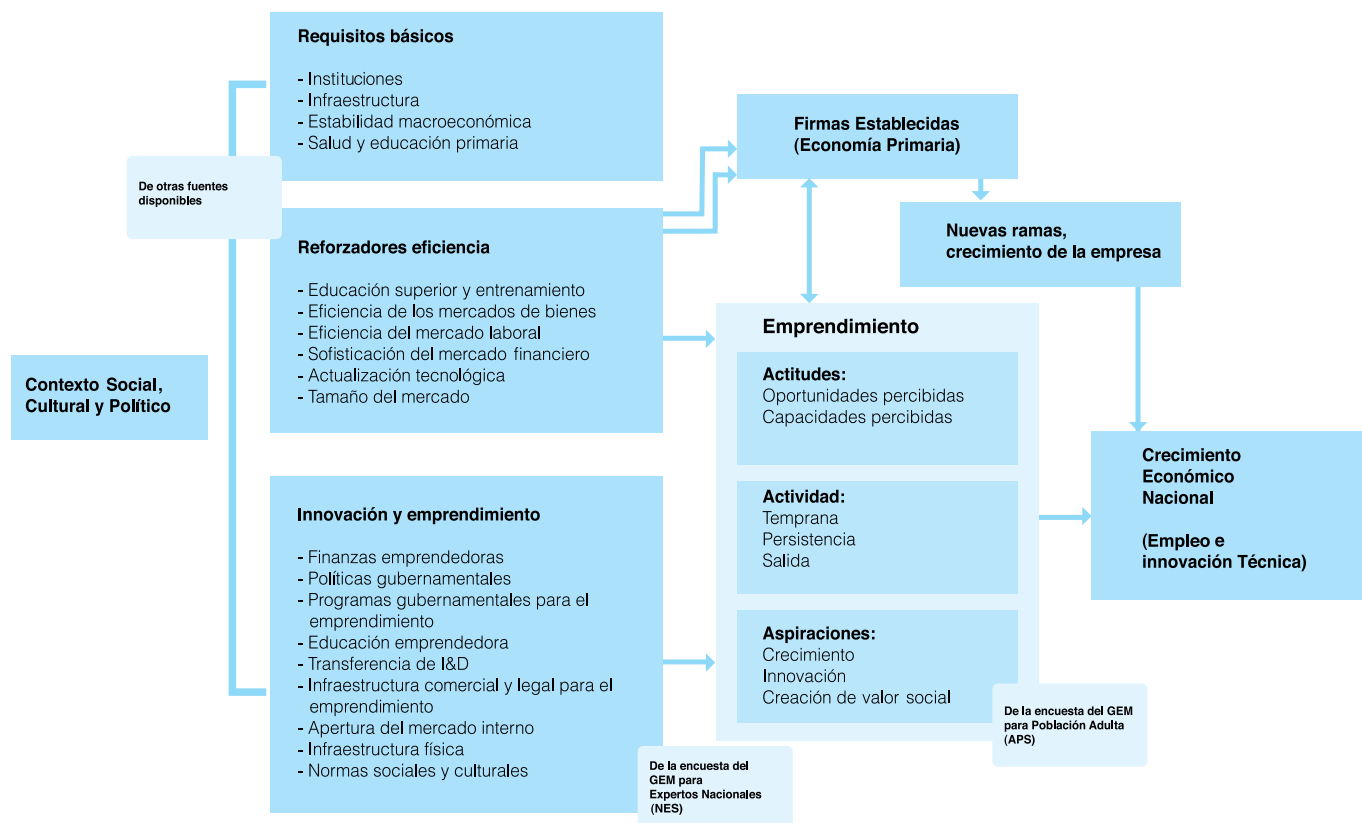 Requisitos básicos
- Instituciones
- Infraestructura
- Estabilidad macroeconómica
- Salud y educación primaria
De otras fuentes
disponibles
Reforzadores eficiencia
- Educación superior y entrenamiento
- Eficiencia de los mercados de bienes
- Eficiencia del mercado laboral
- Sofisticación del mercado financiero
- Actualización tecnológica
- Tamaño del mercado
Contexto Social,
Cultural y Político
Innovación y emprendimiento
- Finanzas emprendedoras
- Políticas gubernamentales
- Programas gubernamentales para el
emprendimiento
- Educación emprendedora
- Transferencia de I&D
- Infraestructura comercial y legal para el
emprendimiento
- Apertura del mercado interno
- Infraestructura física
- Normas sociales y culturales
De la encuesta del
GEM para
Expertos Nacionales
(NES)
Firmas Establecidas
(Economía Primaria)
Nuevas ramas,
crecimiento de la empresa
Emprendimiento
Actitudes:
Oportunidades percibidas
Capacidades percibidas
Actividad:
Temprana
Persistencia
Salida
Aspiraciones:
Crecimiento
Innovación
Creación de valor social
De la encuesta del GEM
para Población Adulta
(APS)
Crecimiento
Económico
Nacional
(Empleo e
innovación Técnica)